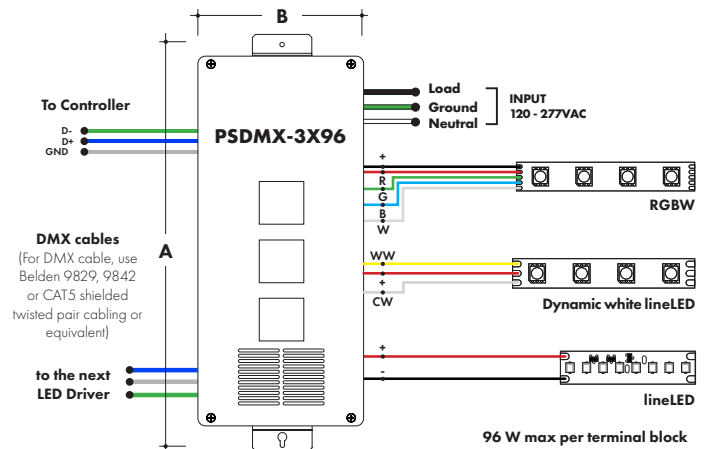 B
Load
Ground
Neutral
INPUT
120 - 277VAC
To Controller
D-
D+
GND
PSDMX-3X96
+
R
G
B
W
RGBW
DMX cables
(For DMX cable, use
Belden 9829, 9842
or CAT5 shielded
twisted pair cabling or
equivalent)
A
WW
+
CW
Dynamic white lineLED
to the next
LED Driver
+
-
lineLED
96 W max per terminal block